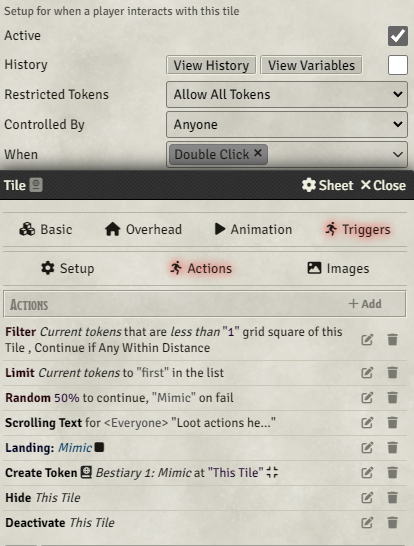 Setup for when a player interacts with this tile
Active
History View History View Variables
Restricted Tokens Allow All Tokens
Controlled By Anyone
When Double Click ×
Tile Sheet Close
Basic Overhead Animation Triggers
Setup Actions Images
Actions + Add
Filter Current tokens that are less than "1" grid square of this
Tile , Continue if Any Within Distance
Limit Current tokens to "first" in the list
Random 50% to continue, "Mimic" on fail
Scrolling Text for <Everyone> "Loot actions he..."
Landing: Mimic
Create Token Bestiary 1: Mimic at "This Tile"
Hide This Tile
Deactivate This Tile